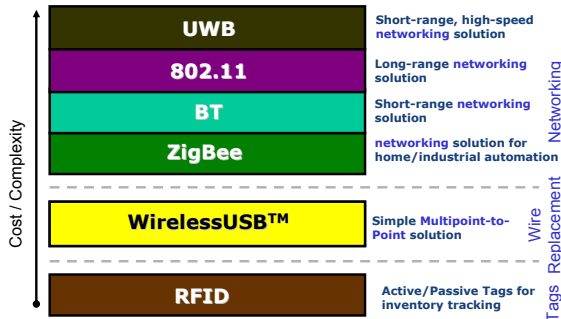 UWB
Short-range, high-speed
networking solution
802.11
Long-range networking
solution
BT
Short-range networking
solution
ZigBee
networking solution for
home/industrial automation
WirelessUSB™
Simple Multipoint-to-
Point solution
RFID
Active/Passive Tags for
inventory tracking
Cost / Complexity
Networking
Wire
Replacement
Tags